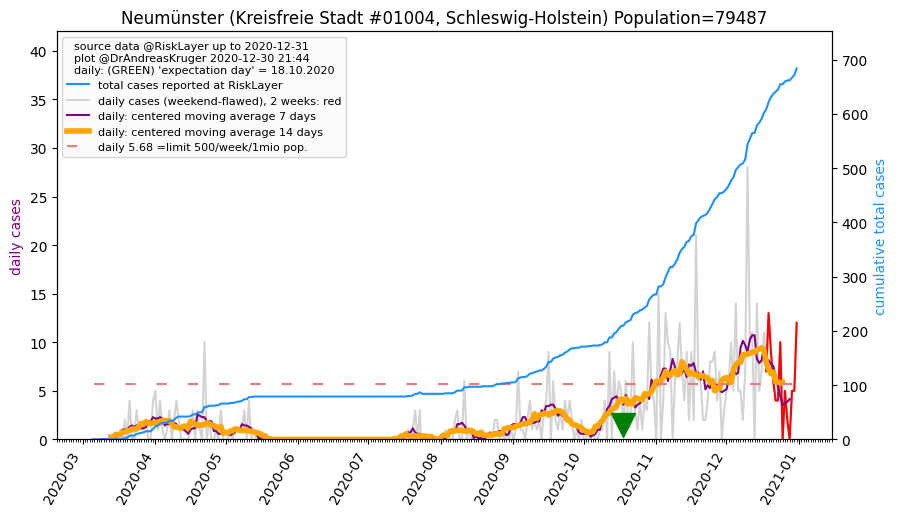 Neumünster (Kreisfreie Stadt #01004, Schleswig-Holstein) Population=79487
source data @RiskLayer up to 2020-12-31
plot @DrAndreasKruger 2020-12-30 21:44
daily: (GREEN) 'expectation day' = 18.10.2020
total cases reported at RiskLayer
daily cases (weekend-flawed), 2 weeks: red
daily: centered moving average 7 days
daily: centered moving average 14 days
daily 5.68 =limit 500/week/1mio pop.
daily cases
40
35
30
25
20
15
10
5
0
cumulative total cases
700
600
500
400
300
200
100
0
2020-03
2020-04
2020-05
2020-06
2020-07
2020-08
2020-09
2020-10
2020-11
2020-12
2021-01